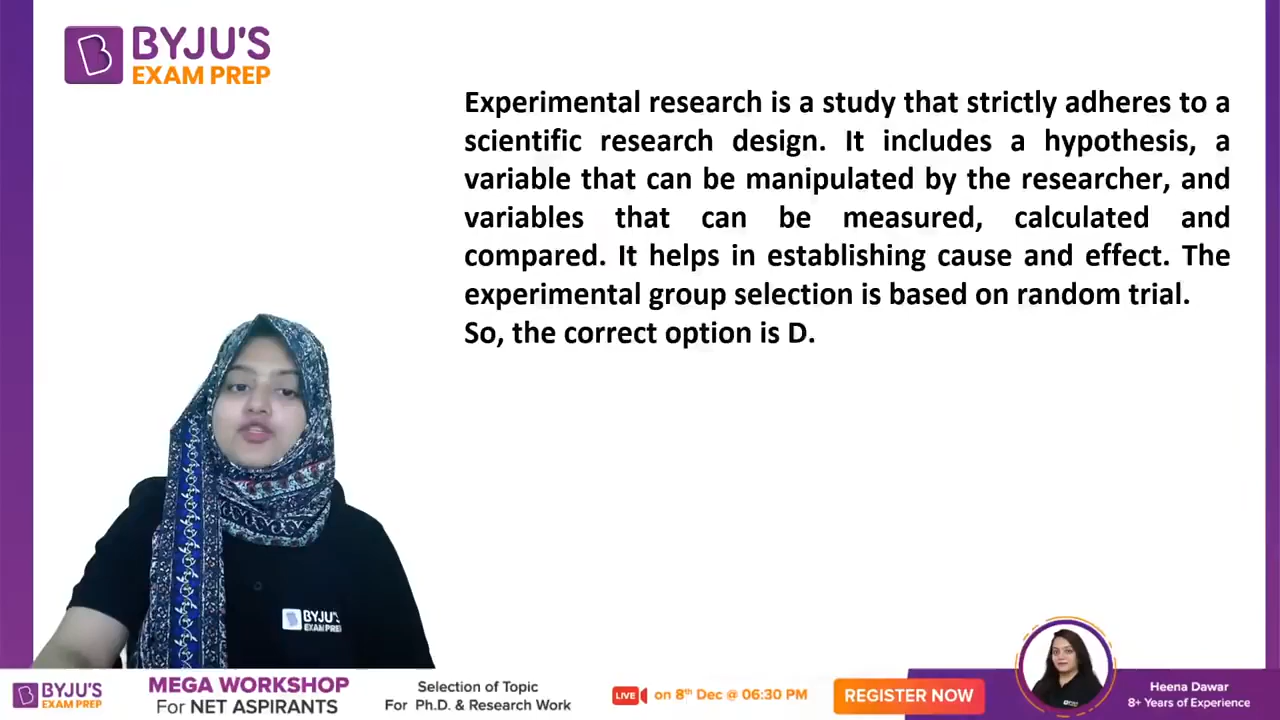 BYJU'S
EXAM PREP
Experimental research is a study that strictly adheres to a
scientific research design. It includes a hypothesis, a
variable that can be manipulated by the researcher, and
variables that can be measured, calculated and
compared. It helps in establishing cause and effect. The
experimental group selection is based on random trial.
So, the correct option is D.
BYJU'S
EXAM PREP
BYJU'S
EXAM PREP
MEGA WORKSHOP
For NET ASPIRANTS
Selection of Topic
For Ph.D. & Research Work
LIVE on 8th Dec @ 06:30 PM
REGISTER NOW
Heena Dawar
8+ Years of Experience